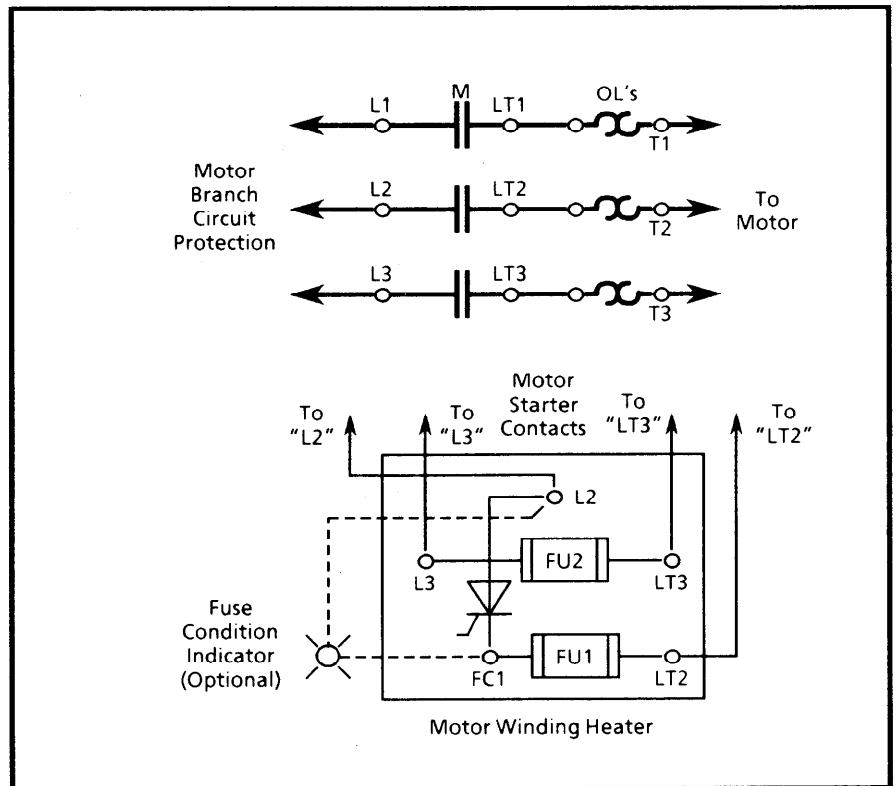 M
OL's
L1
LT1
T1
Motor
Branch
Circuit
Protection
L2
LT2
T2
To
Motor
L3
LT3
T3
Motor
Starter
Contacts
To
"L2"
To
"L3"
To
"LT3"
To
"LT2"
L2
L3
FU2
LT3
Fuse
Condition
Indicator
(Optional)
FC1
FU1
LT2
Motor Winding Heater